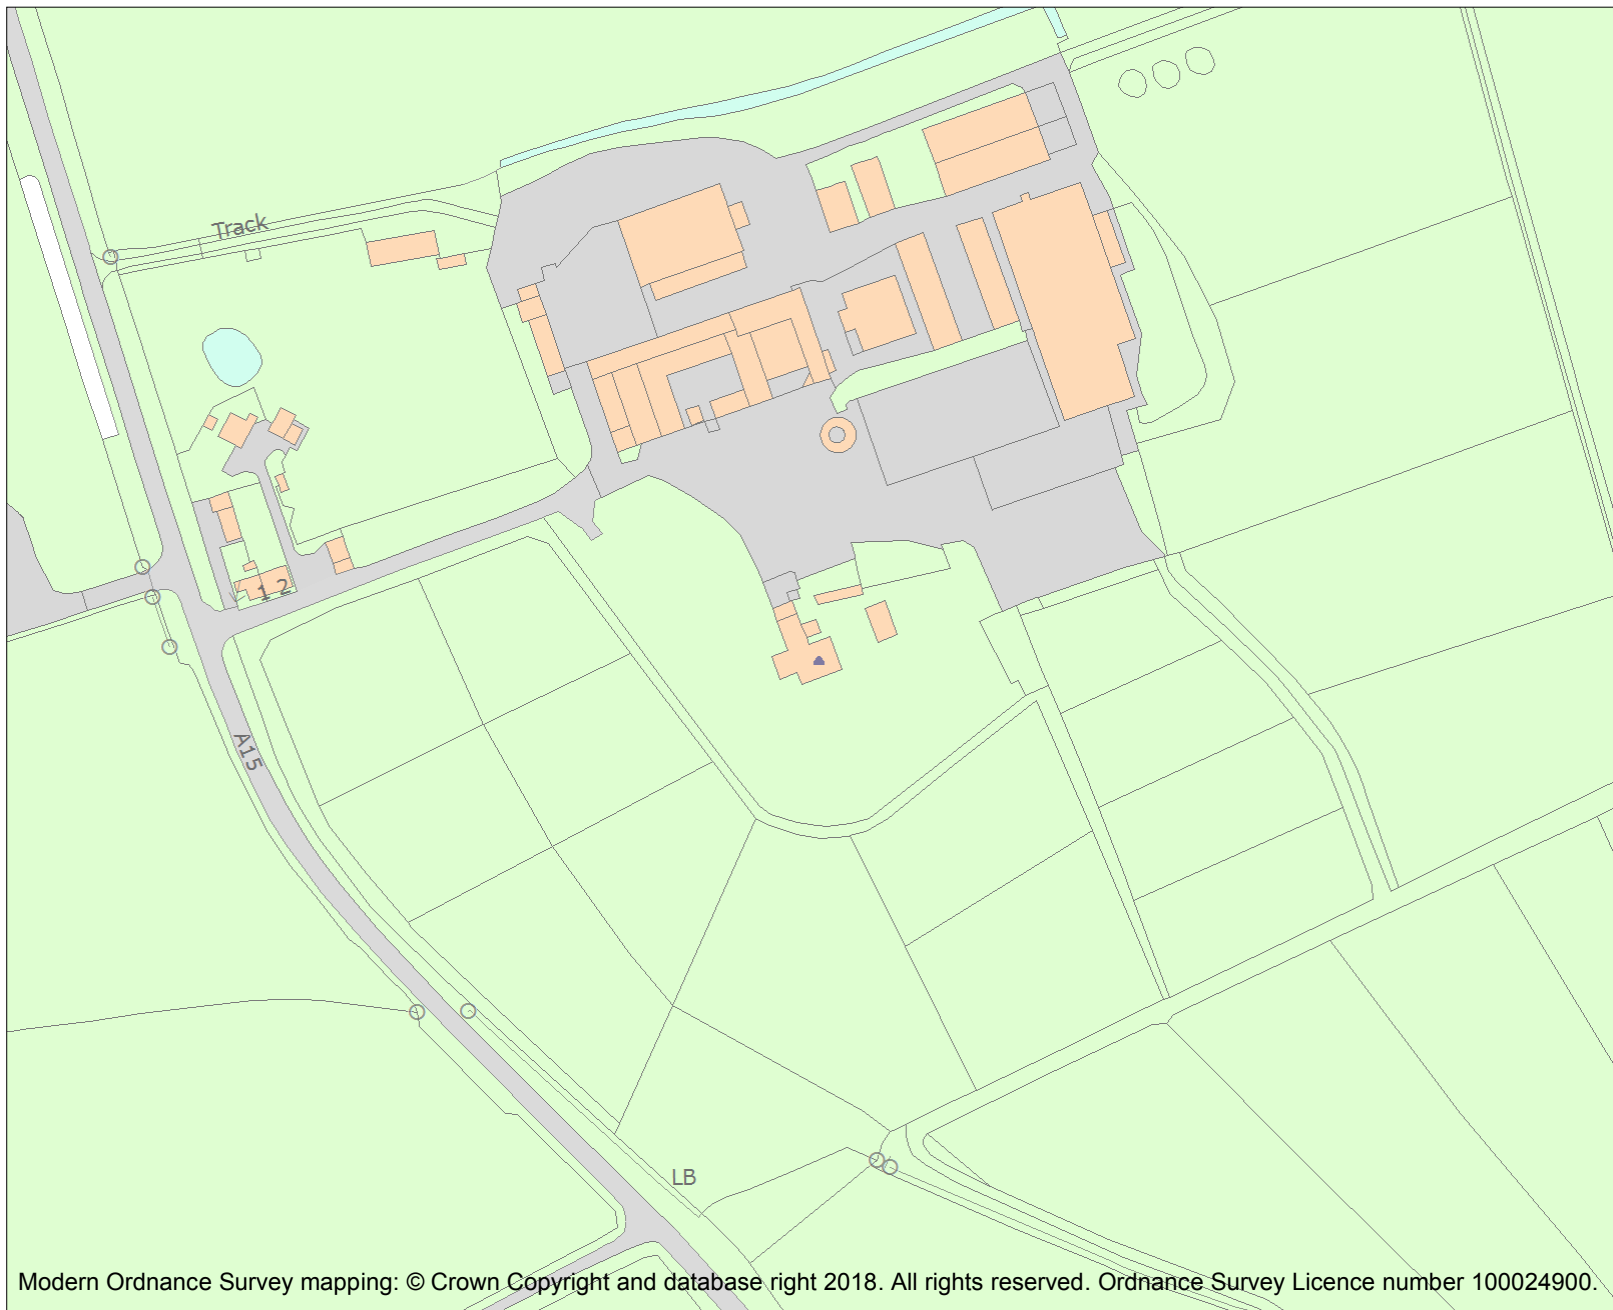 Track
1 2
A15
LB
Modern Ordnance Survey mapping: © Crown Copyright and database right 2018. All rights reserved. Ordnance Survey Licence number 100024900.